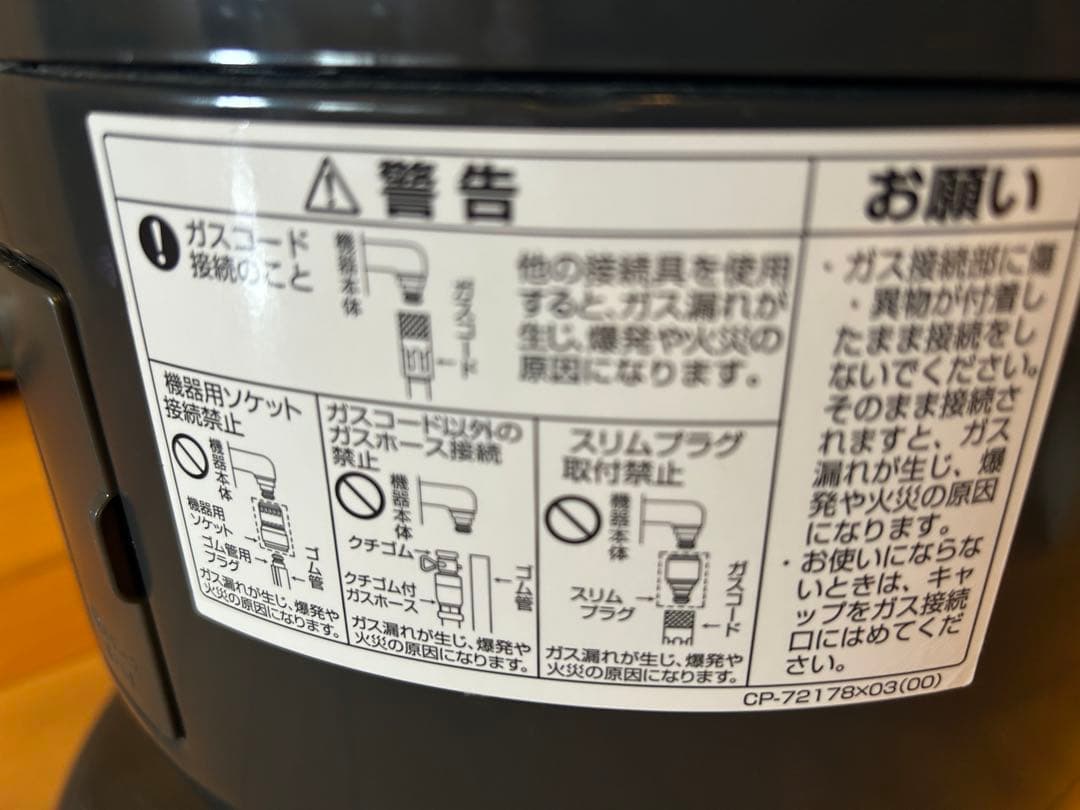 警告
ガスコード
接続のこと
機器本体
ガスコード
他の接続具を使用
すると、ガス漏れが
生じ、爆発や火災の
原因になります。
機器用ソケット
接続禁止
機器本体
機器用
ソケット
ゴム管用
プラグ
ゴム管
ガス漏れが生じ、爆発や
火災の原因になります。
ガスコード以外の
ガスホース接続
禁止
機器本体
クチゴム
クチゴム付
ガスホース
ゴム管
ガス漏れが生じ、爆発や
火災の原因になります。
スリムプラグ
取付禁止
機器本体
スリム
プラグ
ガスコード
ガス漏れが生じ、爆発や
火災の原因になります。
お願い
・ガス接続部に傷
・異物が付着し
たまま接続をし
ないでください。
そのまま接続さ
れますと、ガス
漏れが生じ、爆
発や火災の原因
になります。
・お使いにならな
いときは、キャ
ップをガス接続
口にはめてくだ
さい。
CP-72178×03(00)